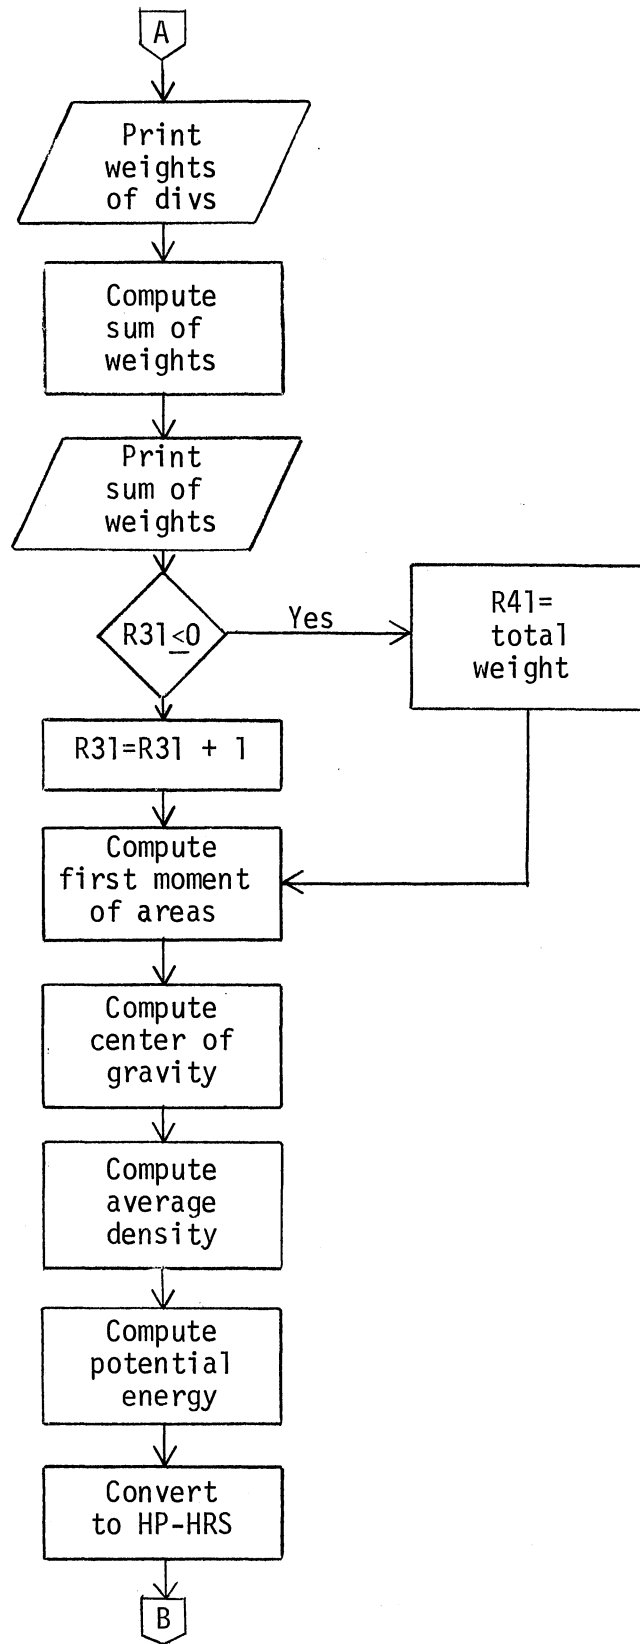 A
Print
weights
of divs
Compute
sum of
weights
Print
sum of
weights
R31≤0
Yes
R41=
total
weight
R31=R31 + 1
Compute
first moment
of areas
Compute
center of
gravity
Compute
average
density
Compute
potential
energy
Convert
to HP-HRS
B